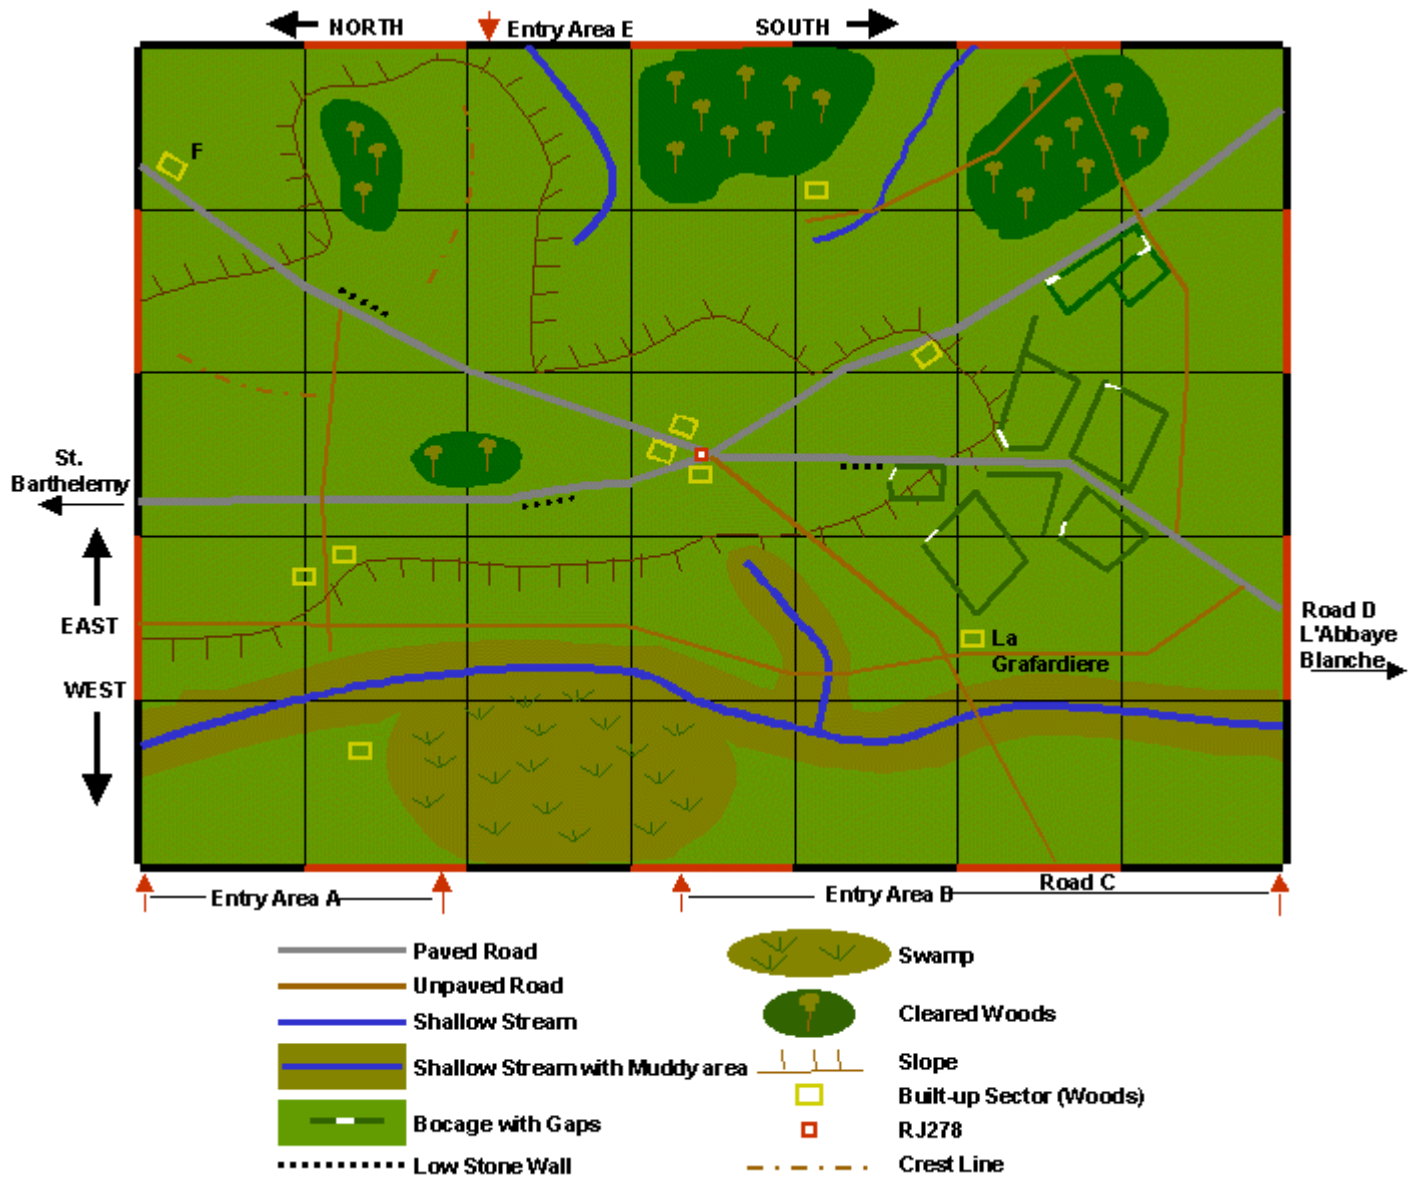 NORTH
Entry Area E
SOUTH
F
St.
Barthelemy
EAST
WEST
La
Grafardiere
Road D
L'Abbaye
Blanche
Entry Area A
Entry Area B
Road C
Paved Road
Unpaved Road
Shallow Stream
Shallow Stream with Muddy area
Bocage with Gaps
Low Stone Wall
Swamp
Cleared Woods
Slope
Built-up Sector (Woods)
RJ278
Crest Line